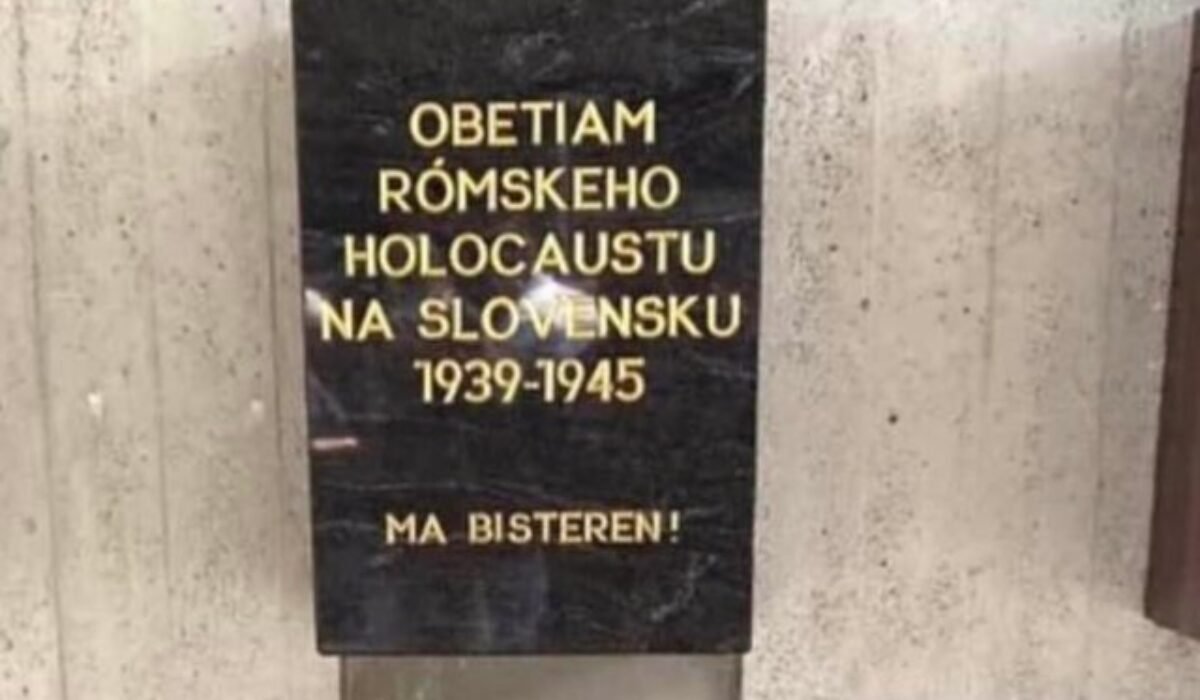 OBETIAM
RÓMSKEHO
HOLOCAUSTU
NA SLOVENSKU
1939-1945
MA BISTEREN!